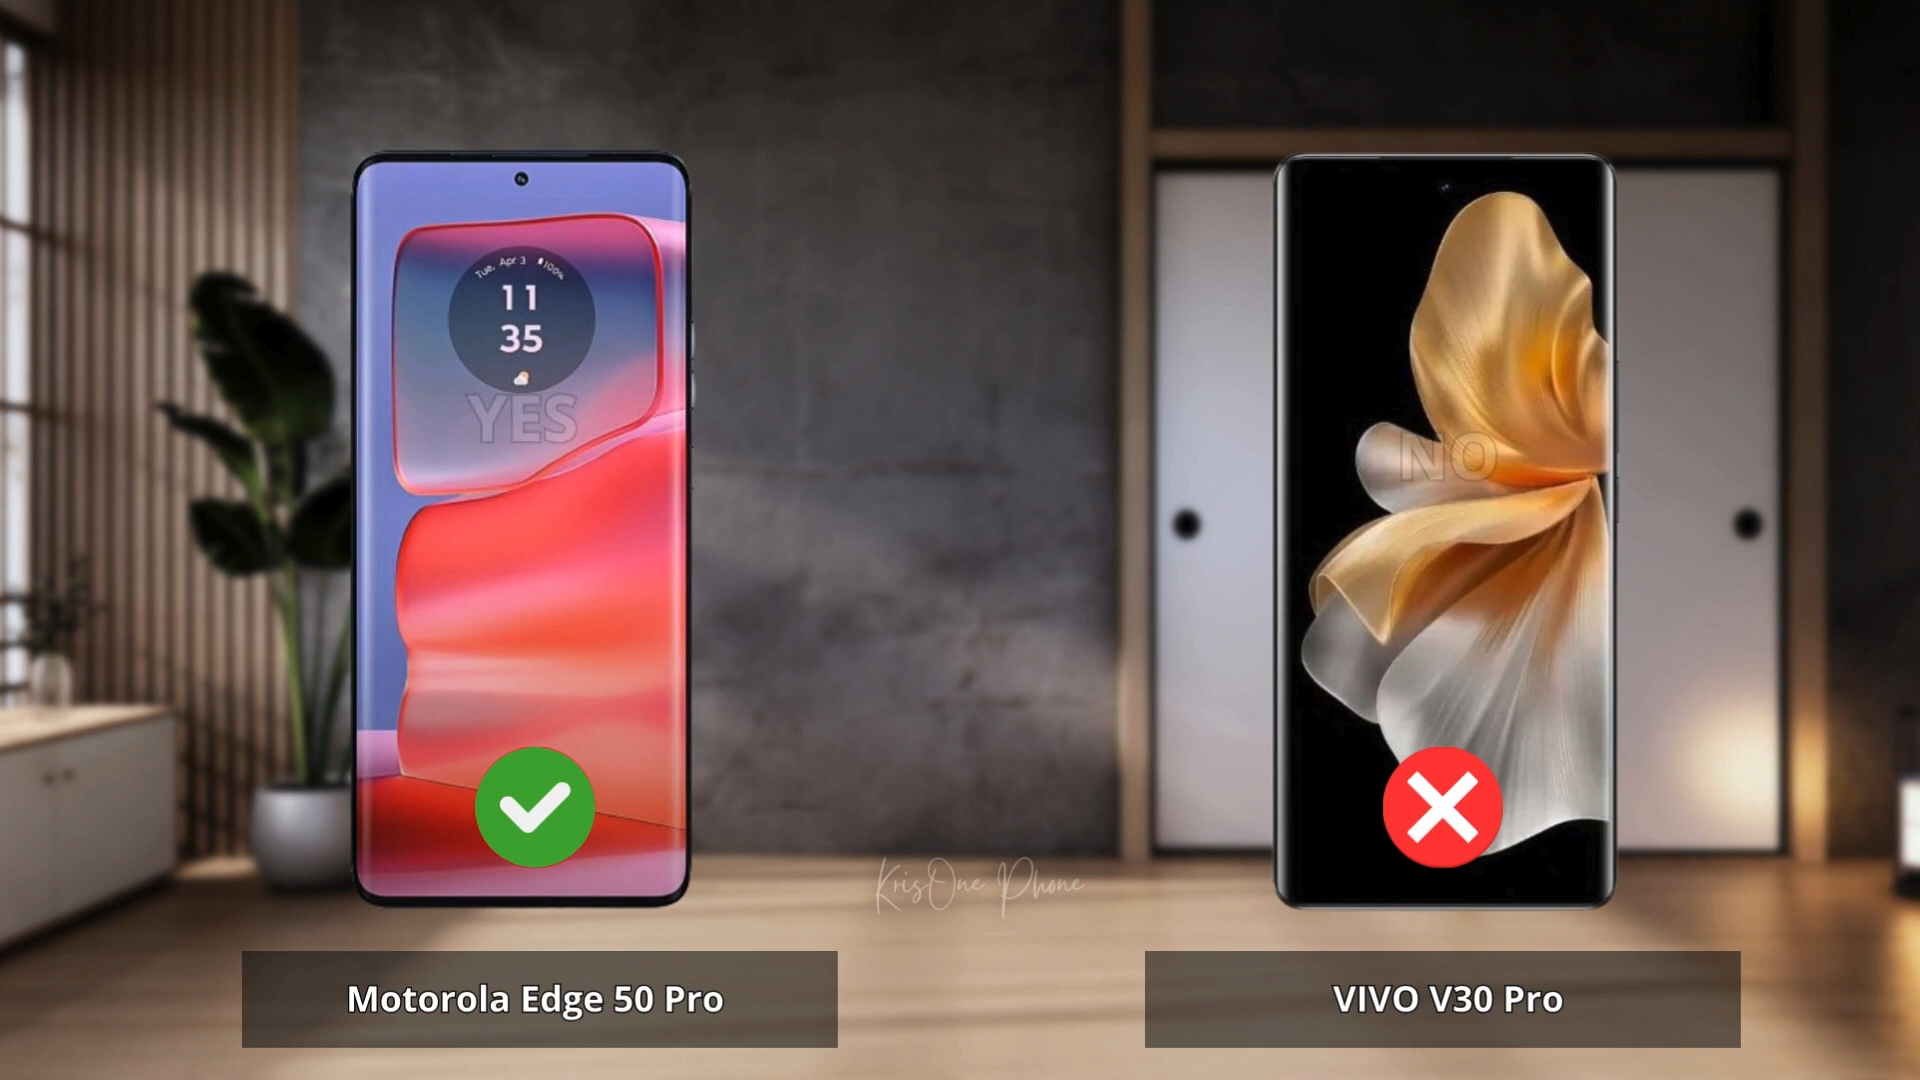 Tue, Apr 3 100%
11
35
YES
NO
KrisOne Phone
Motorola Edge 50 Pro
VIVO V30 Pro